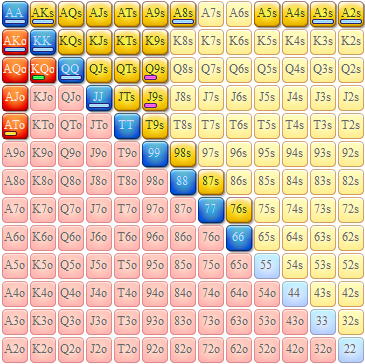 AA AKs AQs AJs ATs A9s A8s A7s A6s A5s A4s A3s A2s
AKo KK KQs KJs KTs K9s K8s K7s K6s K5s K4s K3s K2s
AQo KQo QQ QJs QTs Q9s Q8s Q7s Q6s Q5s Q4s Q3s Q2s
AJo KJo QJo JJ JTs J9s J8s J7s J6s J5s J4s J3s J2s
ATo KTo QTo JTo TT T9s T8s T7s T6s T5s T4s T3s T2s
A9o K9o Q9o J9o T9o 99 98s 97s 96s 95s 94s 93s 92s
A8o K8o Q8o J8o T8o 98o 88 87s 86s 85s 84s 83s 82s
A7o K7o Q7o J7o T7o 97o 87o 77 76s 75s 74s 73s 72s
A6o K6o Q6o J6o T6o 96o 86o 76o 66 65s 64s 63s 62s
A5o K5o Q5o J5o T5o 95o 85o 75o 65o 55 54s 53s 52s
A4o K4o Q4o J4o T4o 94o 84o 74o 64o 54o 44 43s 42s
A3o K3o Q3o J3o T3o 93o 83o 73o 63o 53o 43o 33 32s
A2o K2o Q2o J2o T2o 92o 82o 72o 62o 52o 42o 32o 22